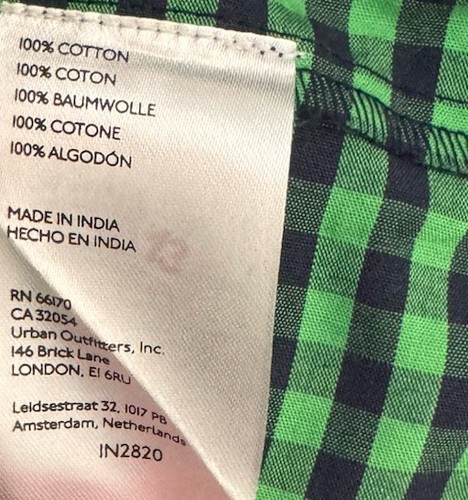 100% COTTON
100% COTON
100% BAUMWOLLE
100% COTONE
100% ALGODÓN
MADE IN INDIA
HECHO EN INDIA
RN 66170
CA 32054
Urban Outfitters, Inc.
146 Brick Lane
LONDON, E1 6RU
Leidsestraat 32, 1017 PB
Amsterdam, Netherlands
IN2820